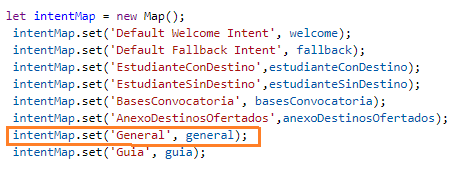 let intentMap = new Map();
intentMap.set('Default Welcome Intent', welcome);
intentMap.set('Default Fallback Intent', fallback);
intentMap.set('EstudianteConDestino',estudianteConDestino);
intentMap.set('EstudianteSinDestino',estudianteSinDestino);
intentMap.set('BasesConvocatoria', basesConvocatoria);
intentMap.set('AnexoDestinosOfertados',anexoDestinosOfertados);
intentMap.set('General', general);
intentMap.set('Guia', guia);